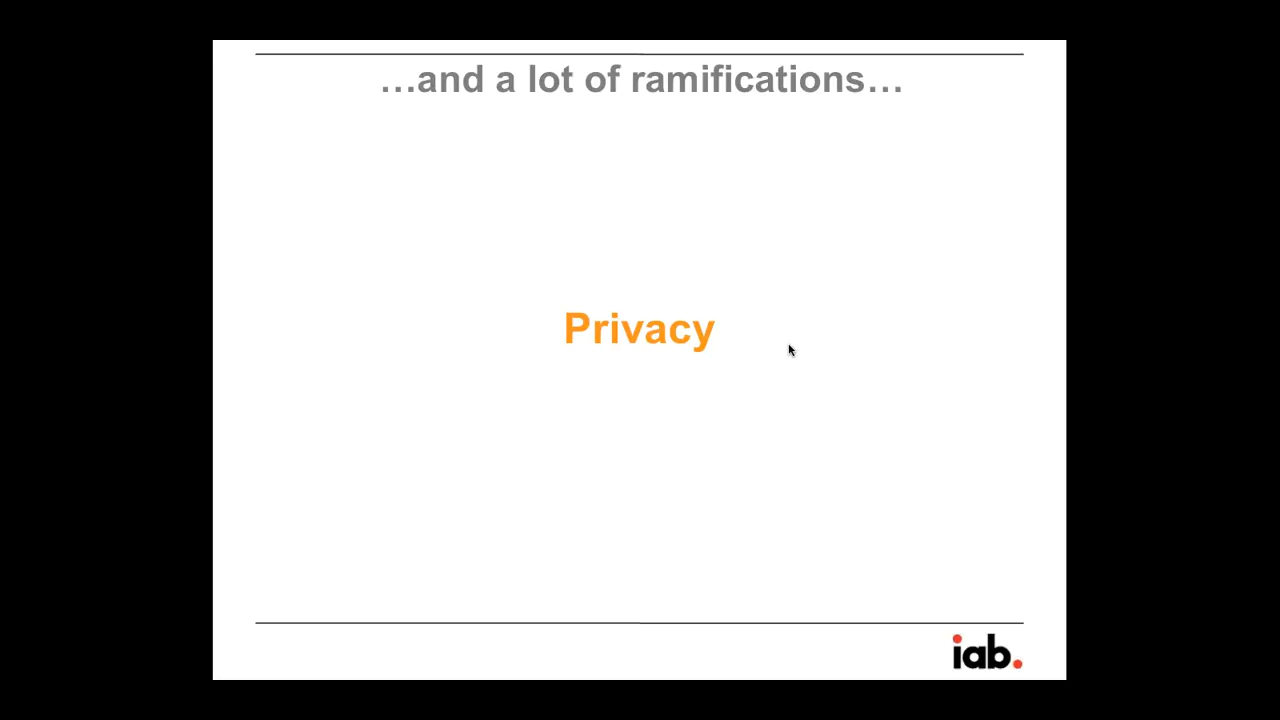 …and a lot of ramifications…
Privacy
iab.